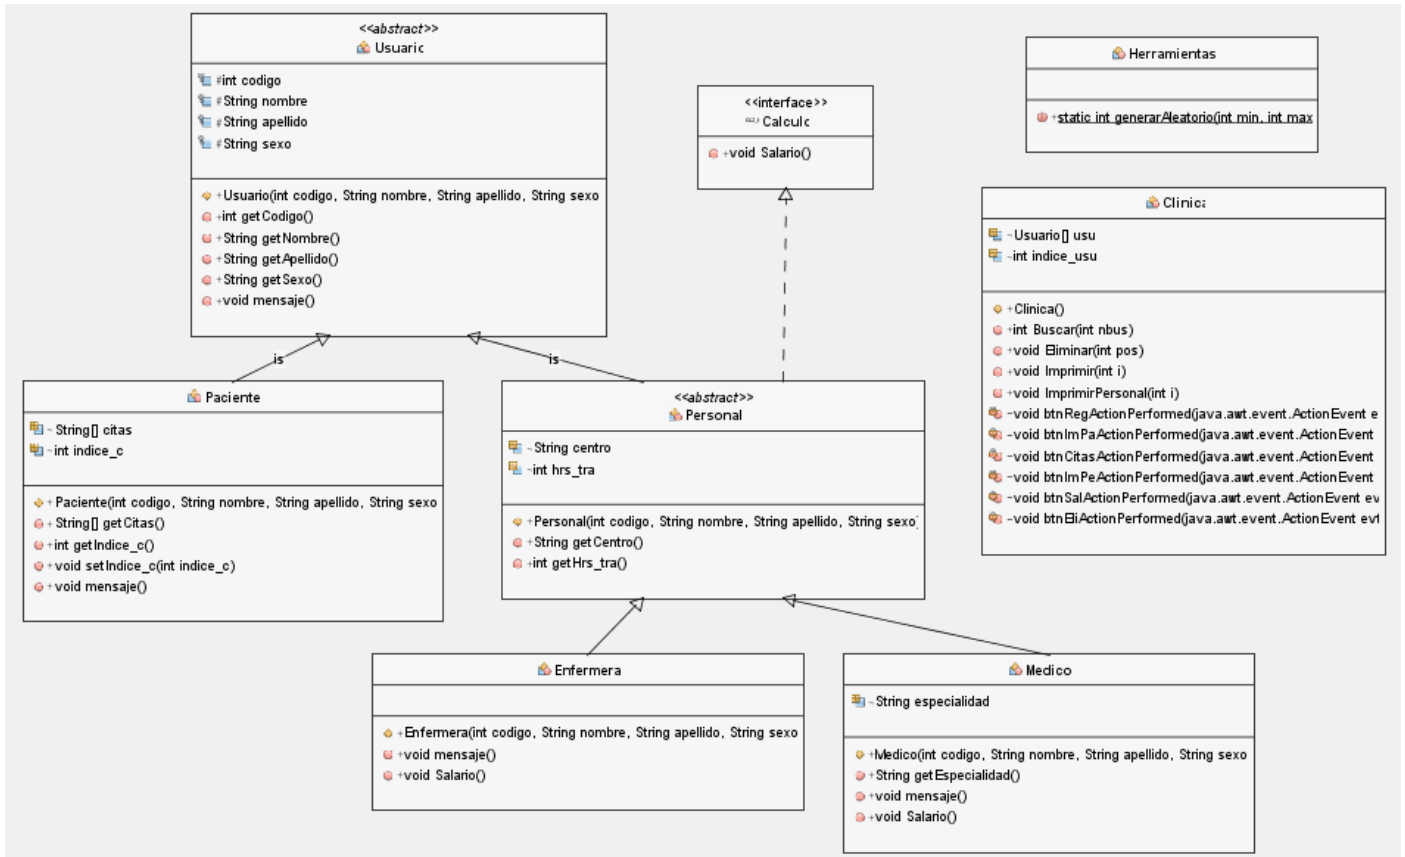 <<abstract>>
Usuario
#int codigo
#String nombre
#String apellido
#String sexo
+Usuario(int codigo, String nombre, String apellido, String sexo
+int getCodigo()
+String getNombre()
+String getApellido()
+String getSexo()
+void mensaje()
<<interface>>
Calculo
+void Salario()
Herramientas
+static int generarAleatorio(int min, int max
Clinica
~Usuario[] usu
~int indice_usu
+Clinica()
+int Buscar(int nbus)
+void Eliminar(int pos)
+void Imprimir(int i)
+void ImprimirPersonal(int i)
-void btnRegActionPerformed(java.awt.event.ActionEvent e
-void btnImPaActionPerformed(java.awt.event.ActionEvent
-void btnCitasActionPerformed(java.awt.event.ActionEvent
-void btnImPeActionPerformed(java.awt.event.ActionEvent
-void btnSalActionPerformed(java.awt.event.ActionEvent ev
-void btnEliActionPerformed(java.awt.event.ActionEvent evt
is
is
Paciente
~String[] citas
~int indice_c
+Paciente(int codigo, String nombre, String apellido, String sexo
+String[] getCitas()
+int getIndice_c()
+void setIndice_c(int indice_c)
+void mensaje()
<<abstract>>
Personal
~String centro
~int hrs_tra
+Personal(int codigo, String nombre, String apellido, String sexo)
+String getCentro()
+int getHrs_tra()
Enfermera
+Enfermera(int codigo, String nombre, String apellido, String sexo
+void mensaje()
+void Salario()
Medico
~String especialidad
+Medico(int codigo, String nombre, String apellido, String sexo
+String getEspecialidad()
+void mensaje()
+void Salario()